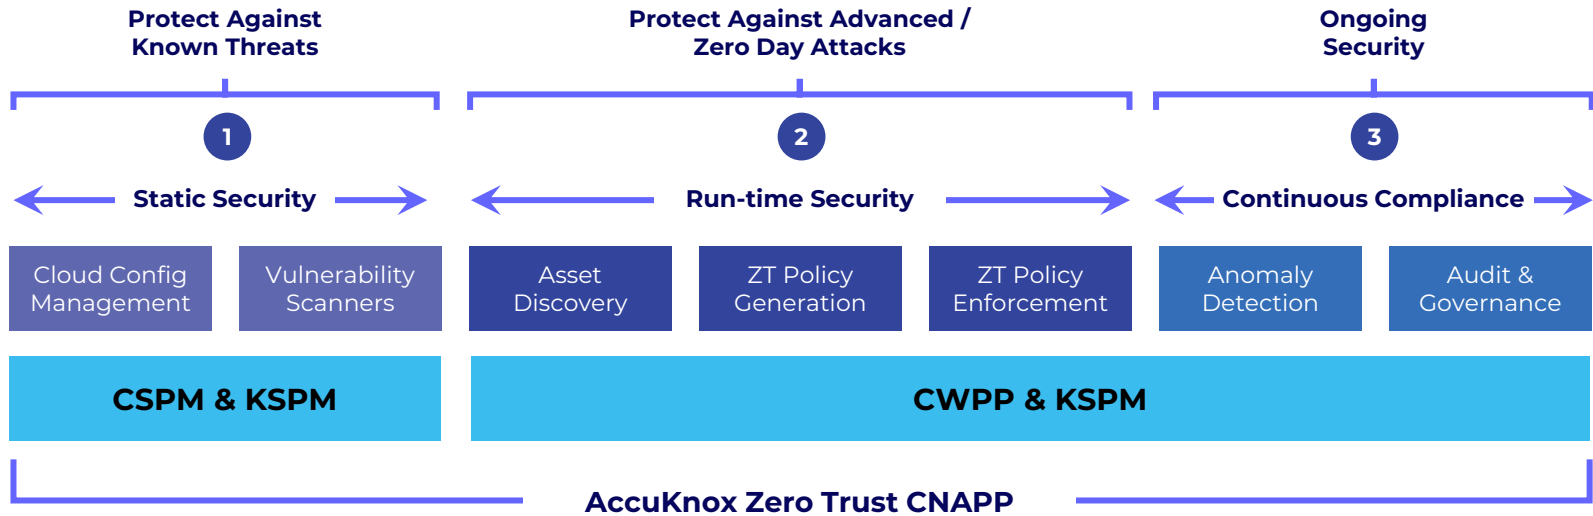 Protect Against
Known Threats
Protect Against Advanced /
Zero Day Attacks
Ongoing
Security
1
2
3
Static Security
Run-time Security
Continuous Compliance
Cloud Config
Management
Vulnerability
Scanners
Asset
Discovery
ZT Policy
Generation
ZT Policy
Enforcement
Anomaly
Detection
Audit &
Governance
CSPM & KSPM
CWPP & KSPM
AccuKnox Zero Trust CNAPP